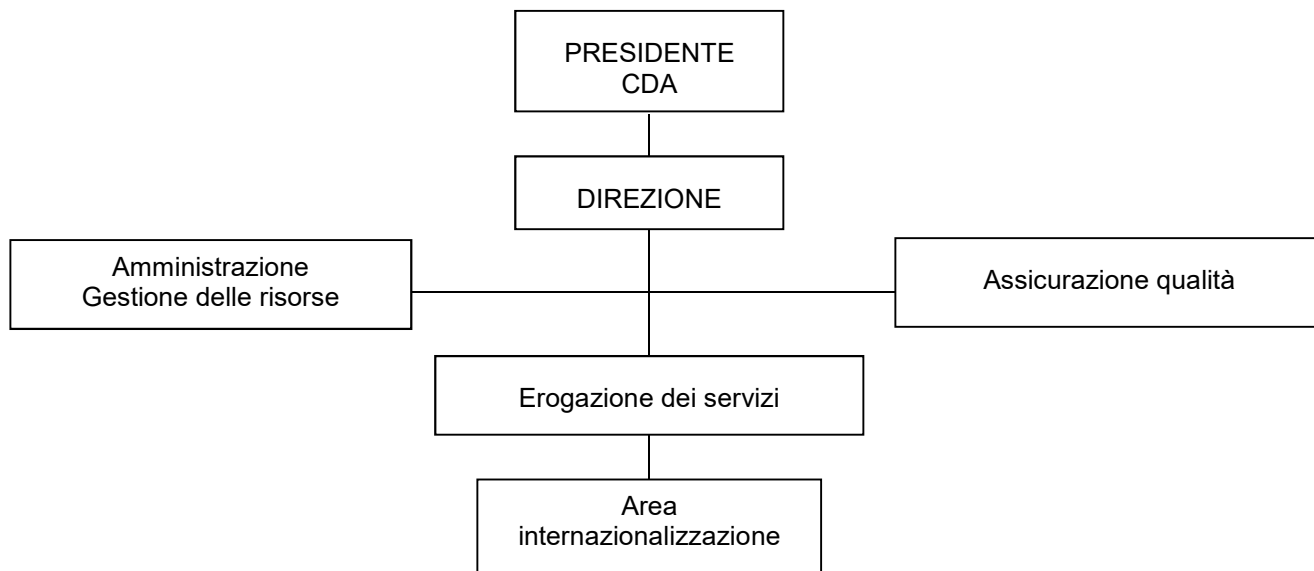 PRESIDENTE
CDA
DIREZIONE
Amministrazione
Gestione delle risorse
Assicurazione qualità
Erogazione dei servizi
Area
internazionalizzazione